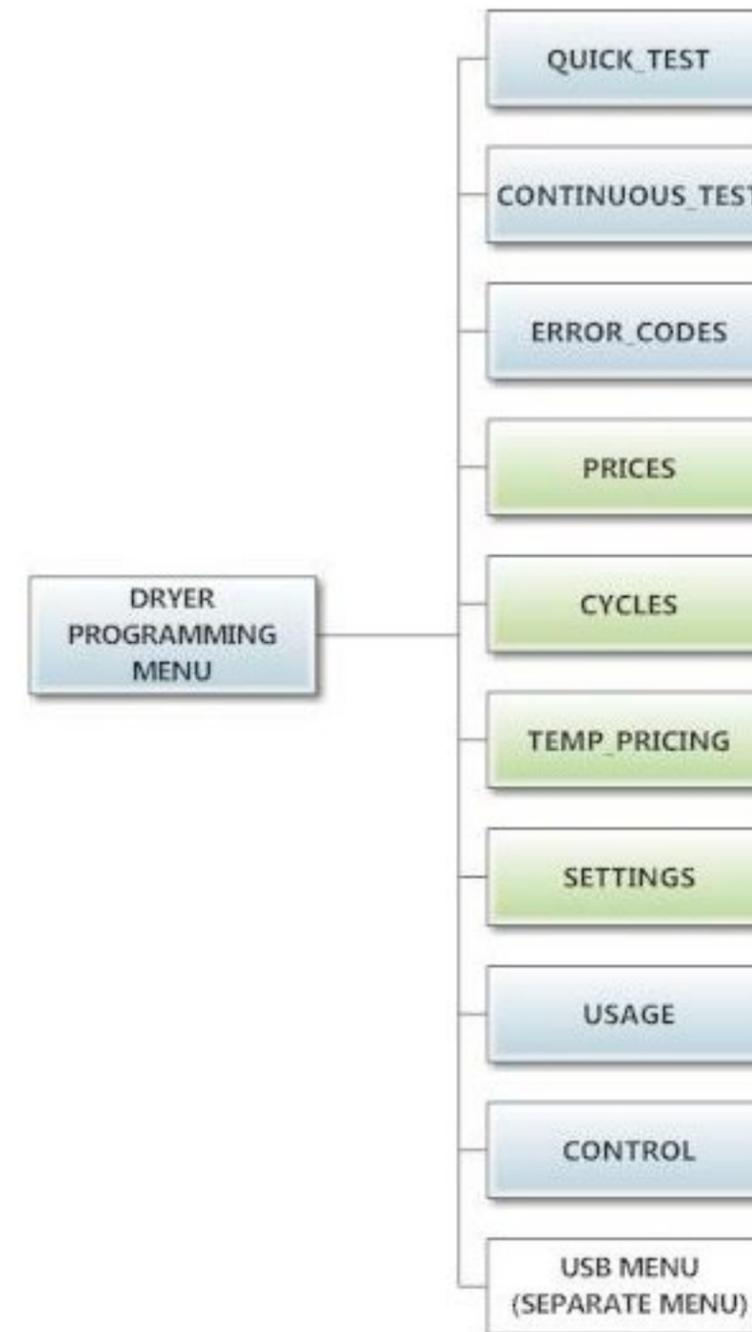 QUICK_TEST
CONTINUOUS_TEST
ERROR_CODES
PRICES
CYCLES
DRYER
PROGRAMMING
MENU
TEMP_PRICING
SETTINGS
USAGE
CONTROL
USB MENU
(SEPARATE MENU)